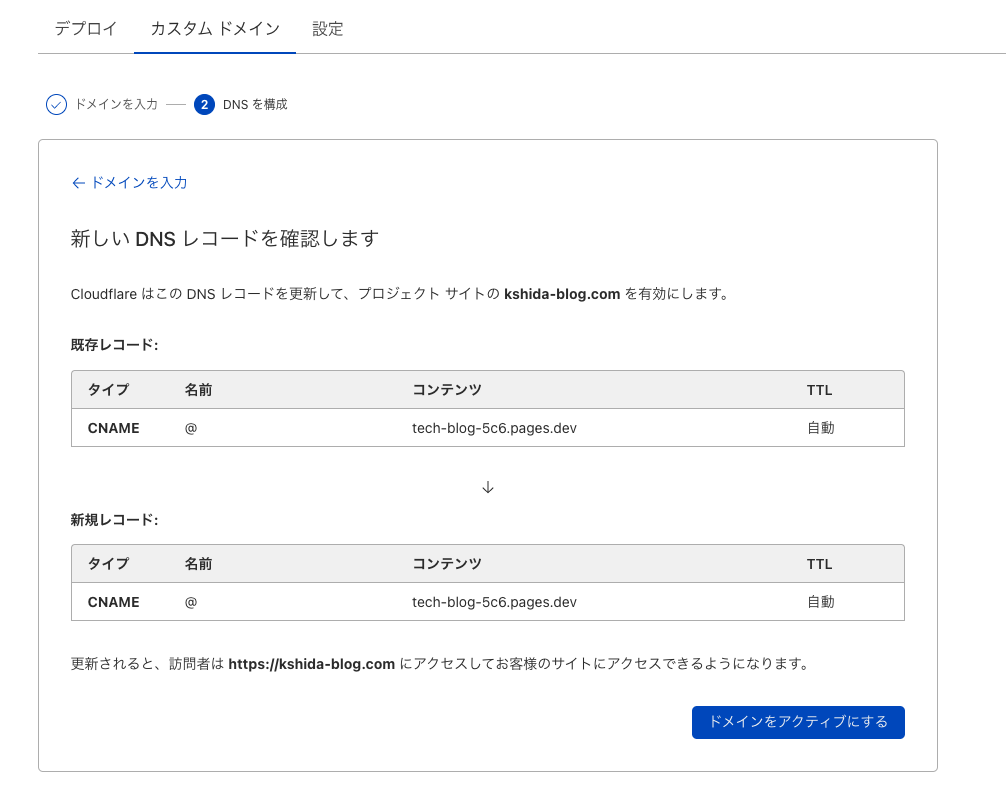 デプロイ カスタム ドメイン 設定
ドメインを入力 2 DNS を構成
← ドメインを入力
新しい DNS レコードを確認します
Cloudflare はこの DNS レコードを更新して、プロジェクト サイトの kshida-blog.com を有効にします。
既存レコード:
タイプ 名前 コンテンツ TTL
CNAME @ tech-blog-5c6.pages.dev 自動
↓
新規レコード:
タイプ 名前 コンテンツ TTL
CNAME @ tech-blog-5c6.pages.dev 自動
更新されると、訪問者は https://kshida-blog.com にアクセスしてお客様のサイトにアクセスできるようになります。
ドメインをアクティブにする